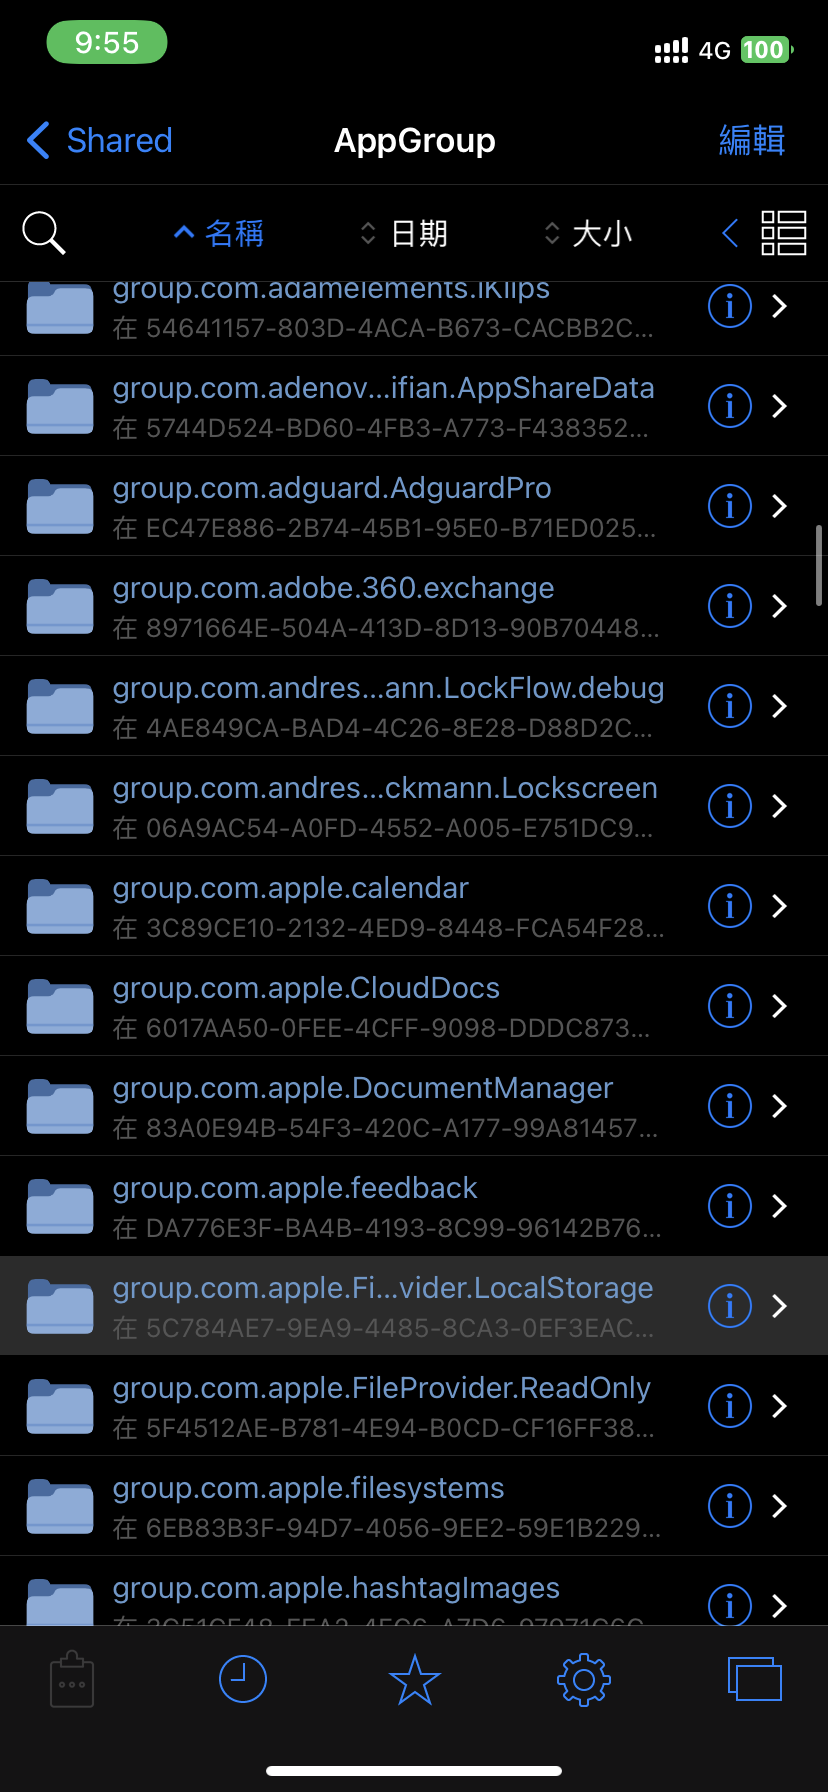 9:55
4G 100
Shared AppGroup 編輯
名稱 日期 大小
group.com.adamelements.iKlips
在 54641157-803D-4ACA-B673-CACBB2C...
group.com.adenov...ifian.AppShareData
在 5744D524-BD60-4FB3-A773-F438352...
group.com.adguard.AdguardPro
在 EC47E886-2B74-45B1-95E0-B71ED025...
group.com.adobe.360.exchange
在 8971664E-504A-413D-8D13-90B70448...
group.com.andres...ann.LockFlow.debug
在 4AE849CA-BAD4-4C26-8E28-D88D2C...
group.com.andres...ckmann.Lockscreen
在 06A9AC54-A0FD-4552-A005-E751DC9...
group.com.apple.calendar
在 3C89CE10-2132-4ED9-8448-FCA54F28...
group.com.apple.CloudDocs
在 6017AA50-0FEE-4CFF-9098-DDDC873...
group.com.apple.DocumentManager
在 83A0E94B-54F3-420C-A177-99A81457...
group.com.apple.feedback
在 DA776E3F-BA4B-4193-8C99-96142B76...
group.com.apple.Fi...vider.LocalStorage
在 5C784AE7-9EA9-4485-8CA3-0EF3EAC...
group.com.apple.FileProvider.ReadOnly
在 5F4512AE-B781-4E94-B0CD-CF16FF38...
group.com.apple.filesystems
在 6EB83B3F-94D7-4056-9EE2-59E1B229...
group.com.apple.hashtagImages